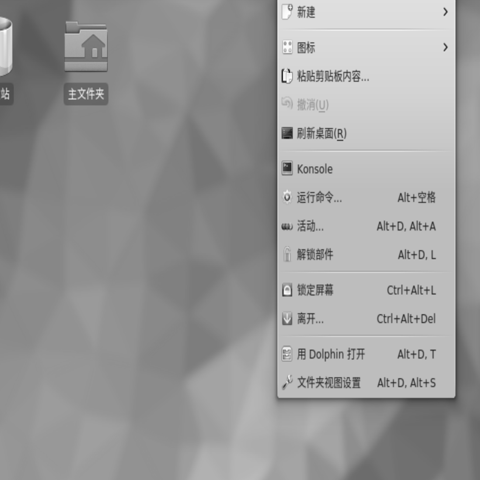 新建
图标
粘贴剪贴板内容...
撤消(U)
刷新桌面(R)
Konsole
运行命令... Alt+空格
活动... Alt+D, Alt+A
解锁部件 Alt+D, L
锁定屏幕 Ctrl+Alt+L
离开... Ctrl+Alt+Del
用 Dolphin 打开 Alt+D, T
文件夹视图设置 Alt+D, Alt+S
站
主文件夹